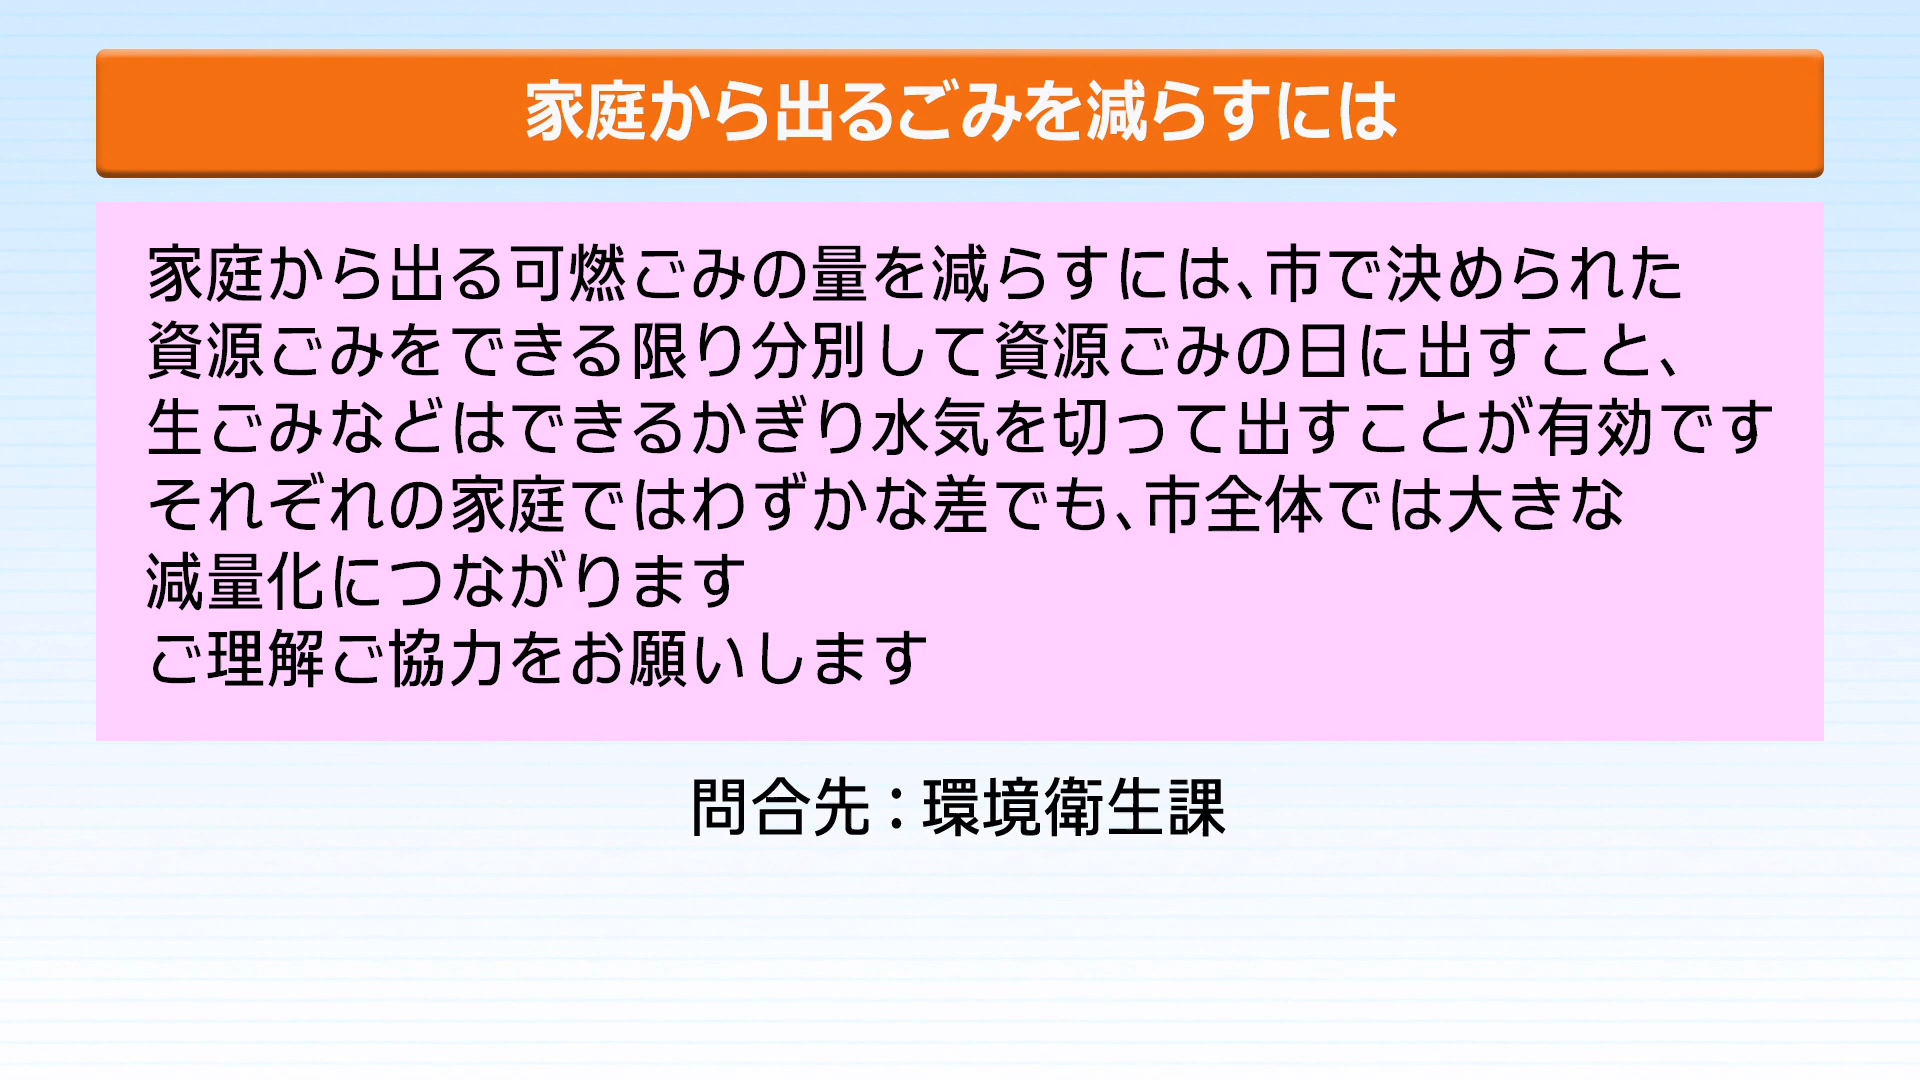 家庭から出るごみを減らすには
家庭から出る可燃ごみの量を減らすには、市で決められた
資源ごみをできる限り分別して資源ごみの日に出すこと、
生ごみなどはできるかぎり水気を切って出すことが有効です
それぞれの家庭ではわずかな差でも、市全体では大きな
減量化につながります
ご理解ご協力をお願いします
問合先：環境衛生課